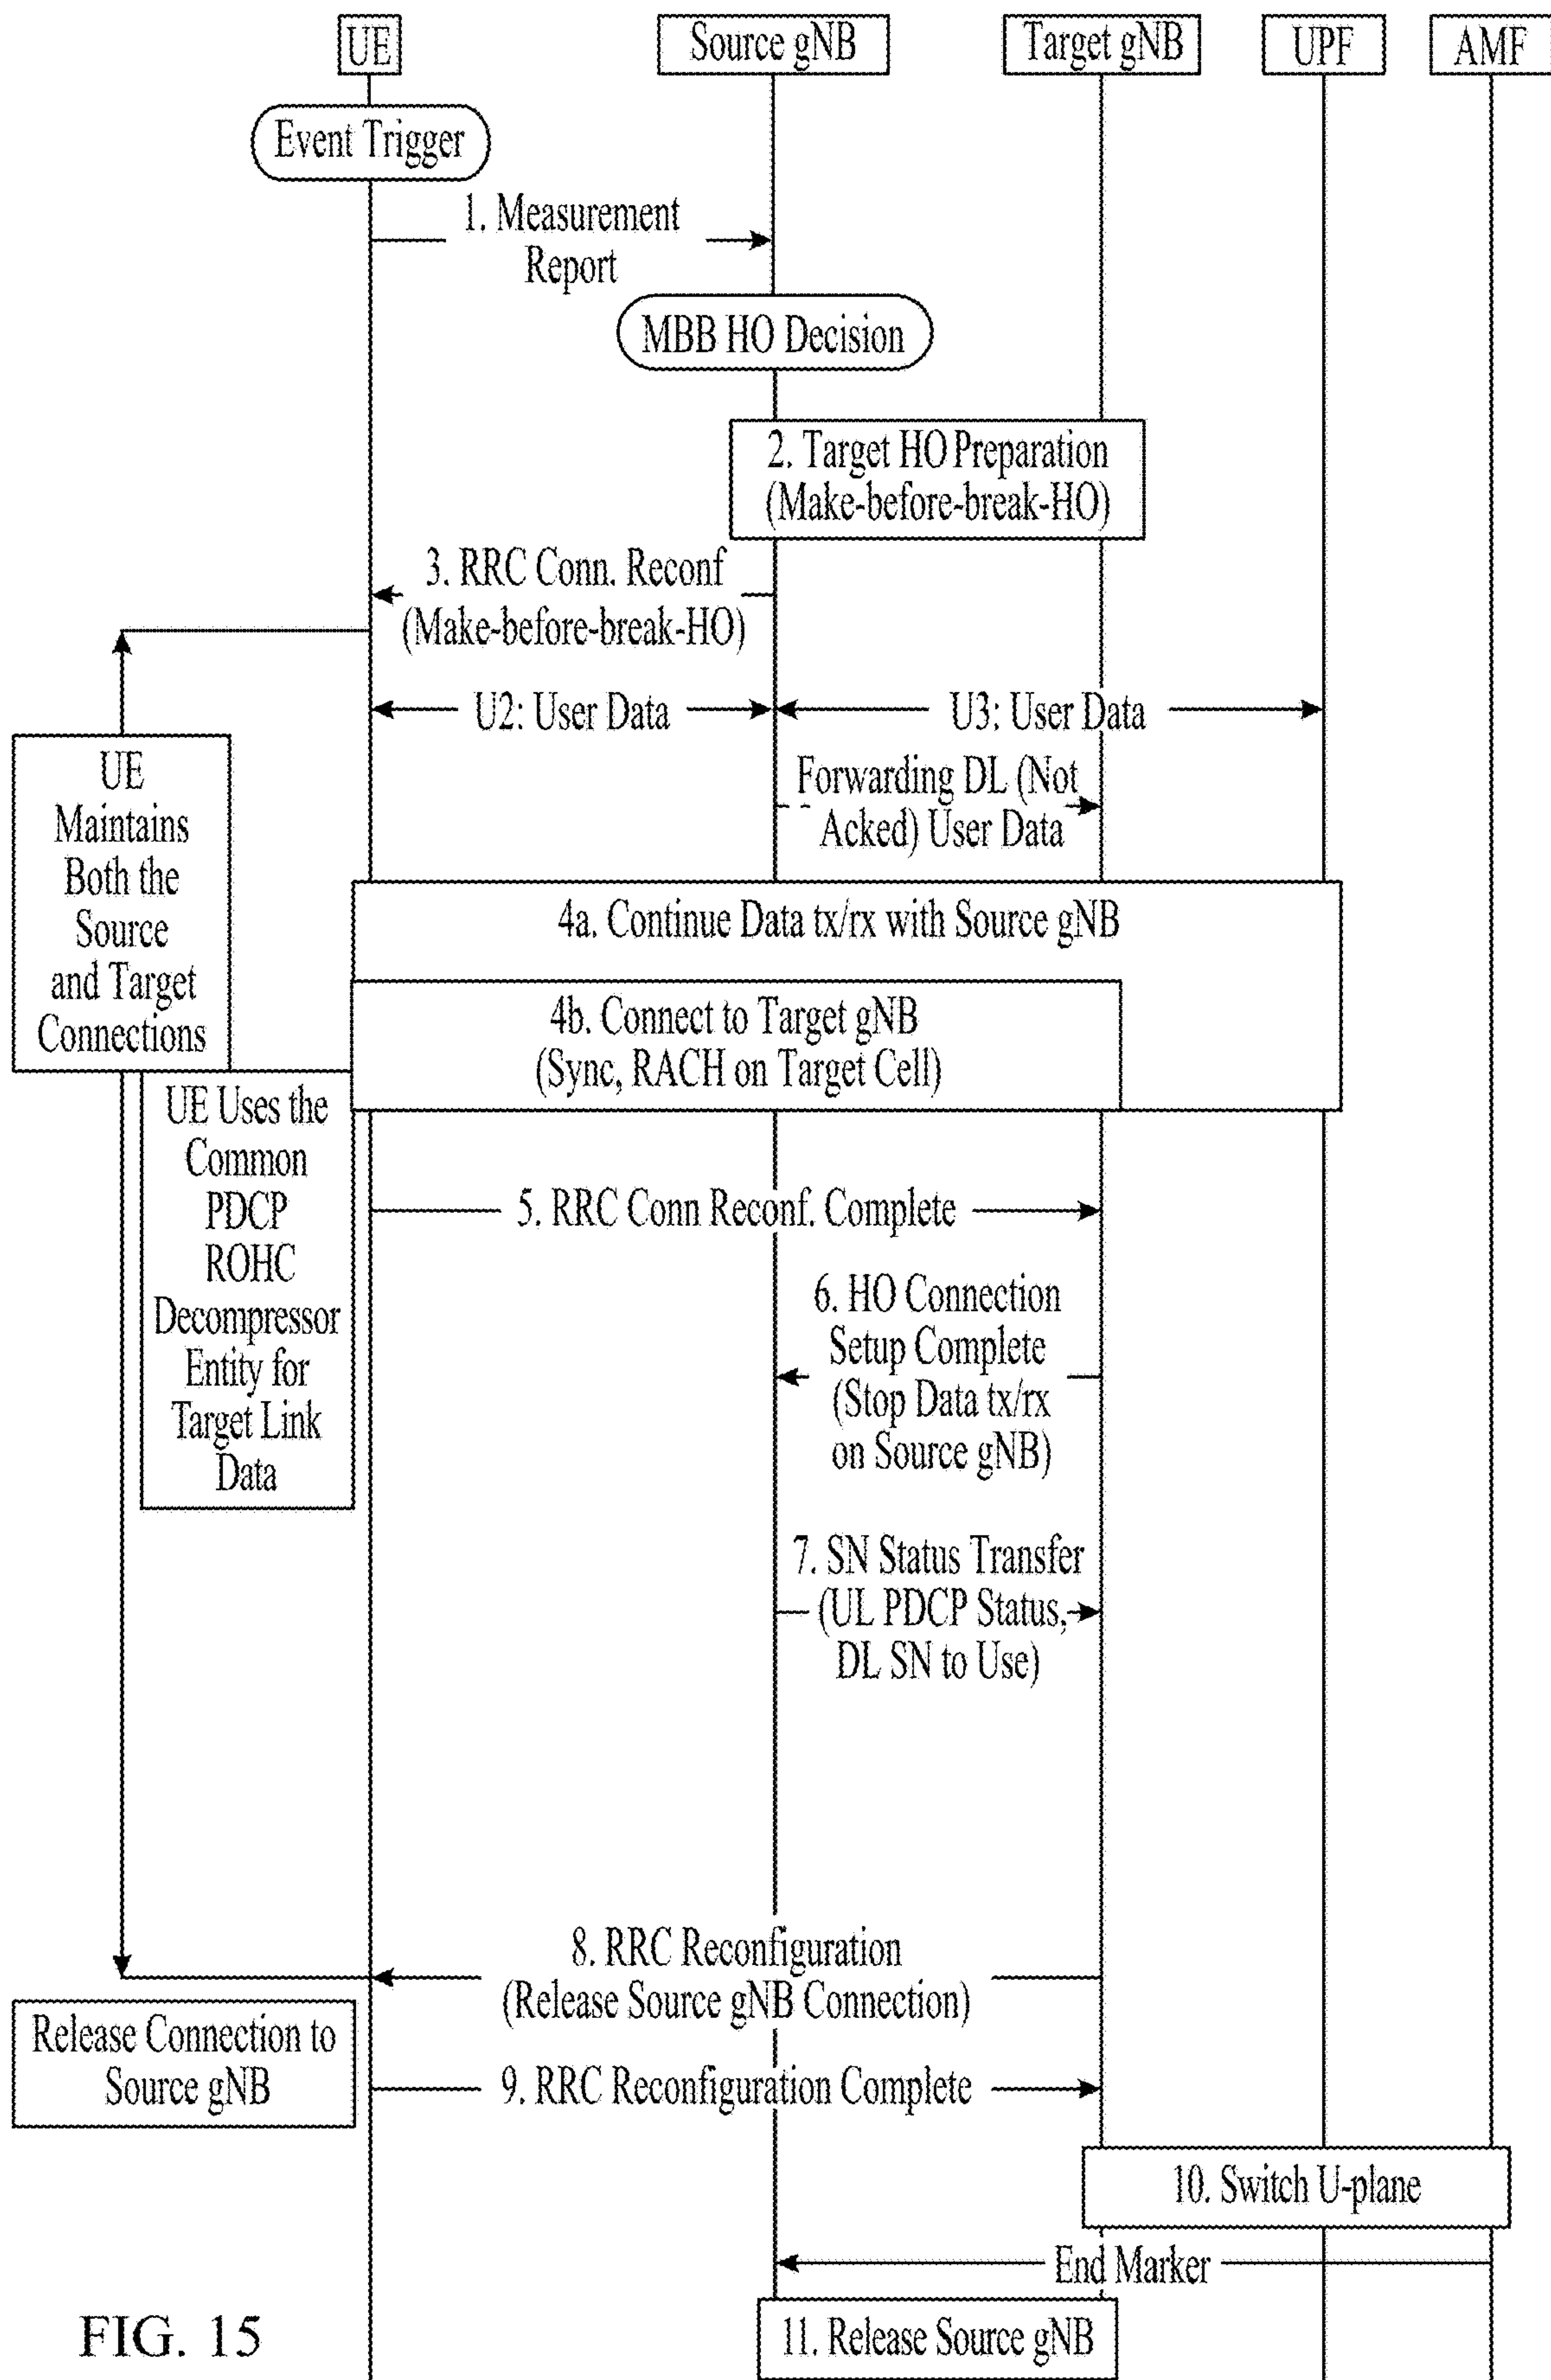 UE
Source gNB
Target gNB
UPF
AMF
Event Trigger
1. Measurement
Report
MBB HO Decision
2. Target HO Preparation
(Make-before-break-HO)
3. RRC Conn. Reconf
(Make-before-break-HO)
U2: User Data
U3: User Data
Forwarding DL (Not
Acked) User Data
UE
Maintains
Both the
Source
and Target
Connections
4a. Continue Data tx/rx with Source gNB
4b. Connect to Target gNB
(Sync, RACH on Target Cell)
UE Uses the
Common
PDCP
ROHC
Decompressor
Entity for
Target Link
Data
5. RRC Conn Reconf. Complete
6. HO Connection
Setup Complete
(Stop Data tx/rx
on Source gNB)
7. SN Status Transfer
(UL PDCP Status,
DL SN to Use)
8. RRC Reconfiguration
(Release Source gNB Connection)
Release Connection to
Source gNB
9. RRC Reconfiguration Complete
10. Switch U-plane
End Marker
11. Release Source gNB
FIG. 15